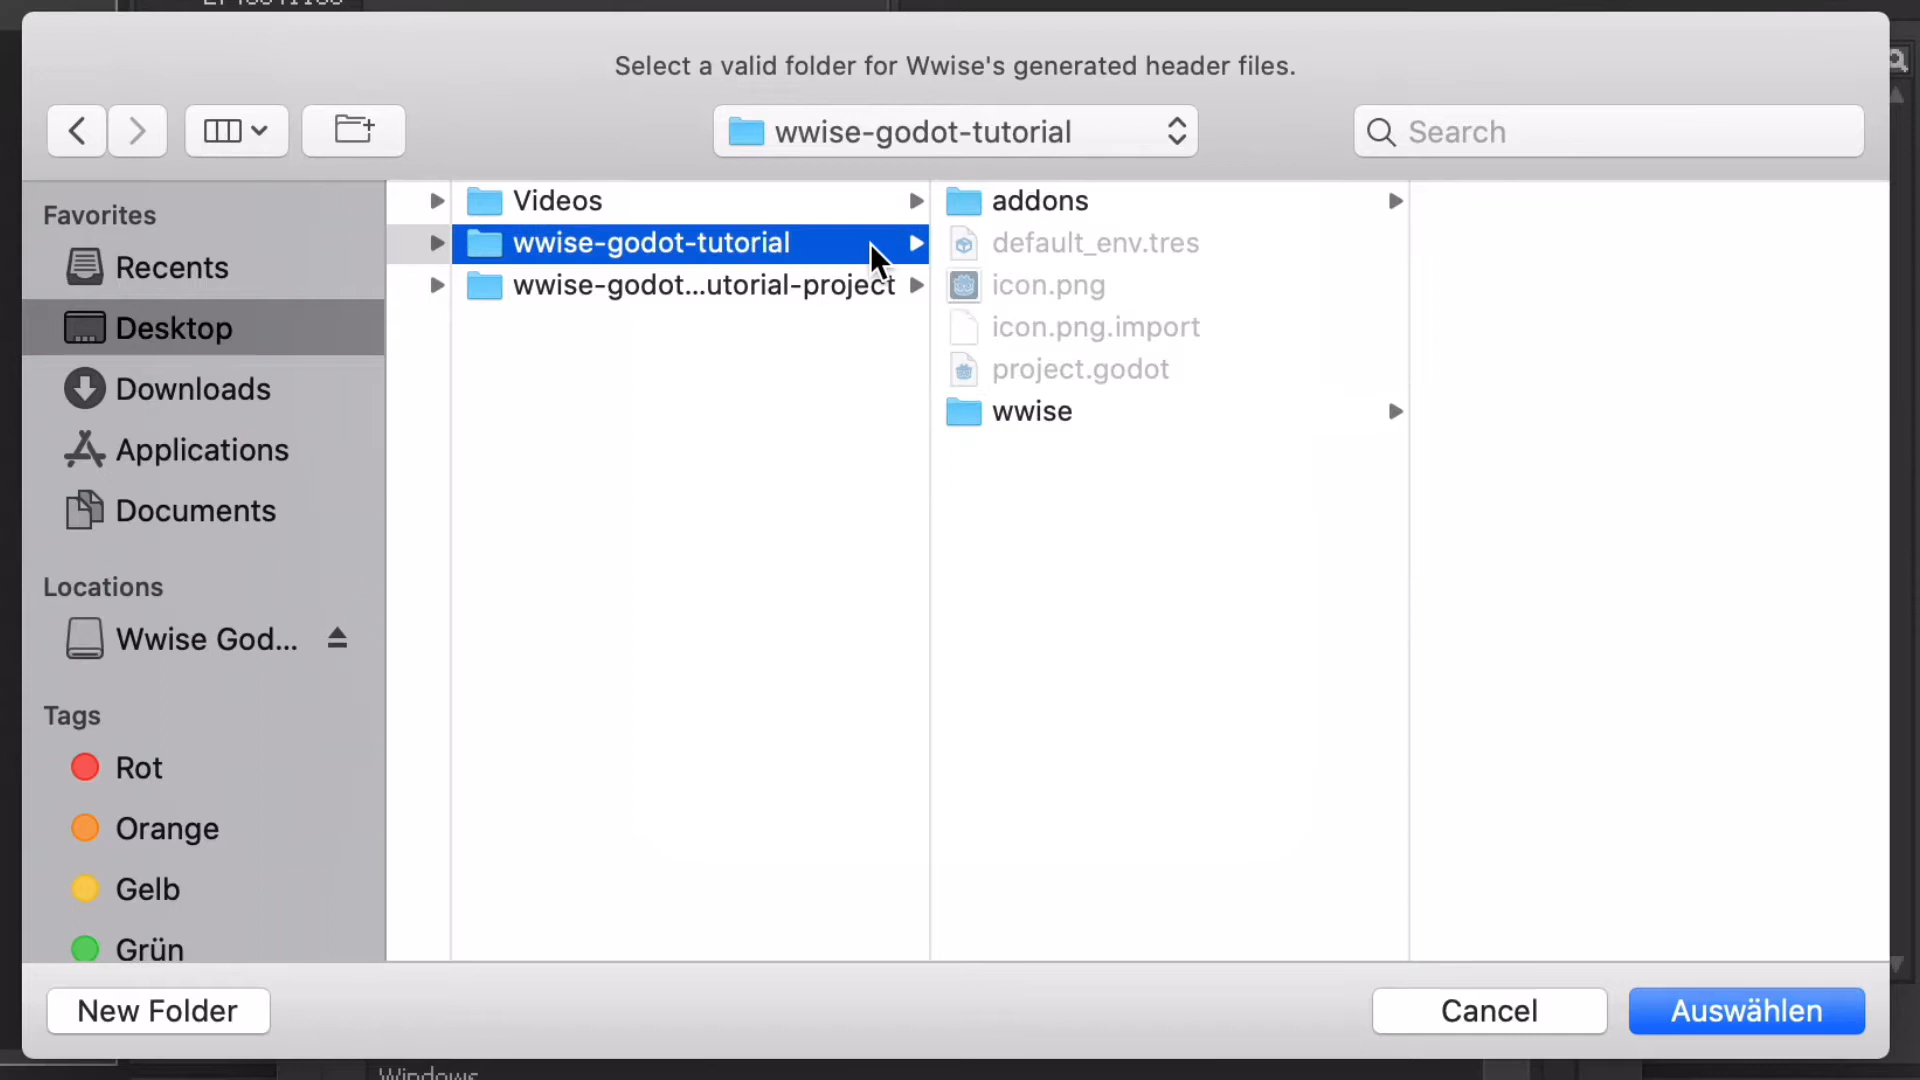 Select a valid folder for Wwise's generated header files.
wwise-godot-tutorial
Search
Favorites
Recents
Desktop
Downloads
Applications
Documents
Locations
Wwise God...
Tags
Rot
Orange
Gelb
Grün
Videos
wwise-godot-tutorial
wwise-godot...utorial-project
addons
default_env.tres
icon.png
icon.png.import
project.godot
wwise
New Folder
Cancel
Auswählen
Windows